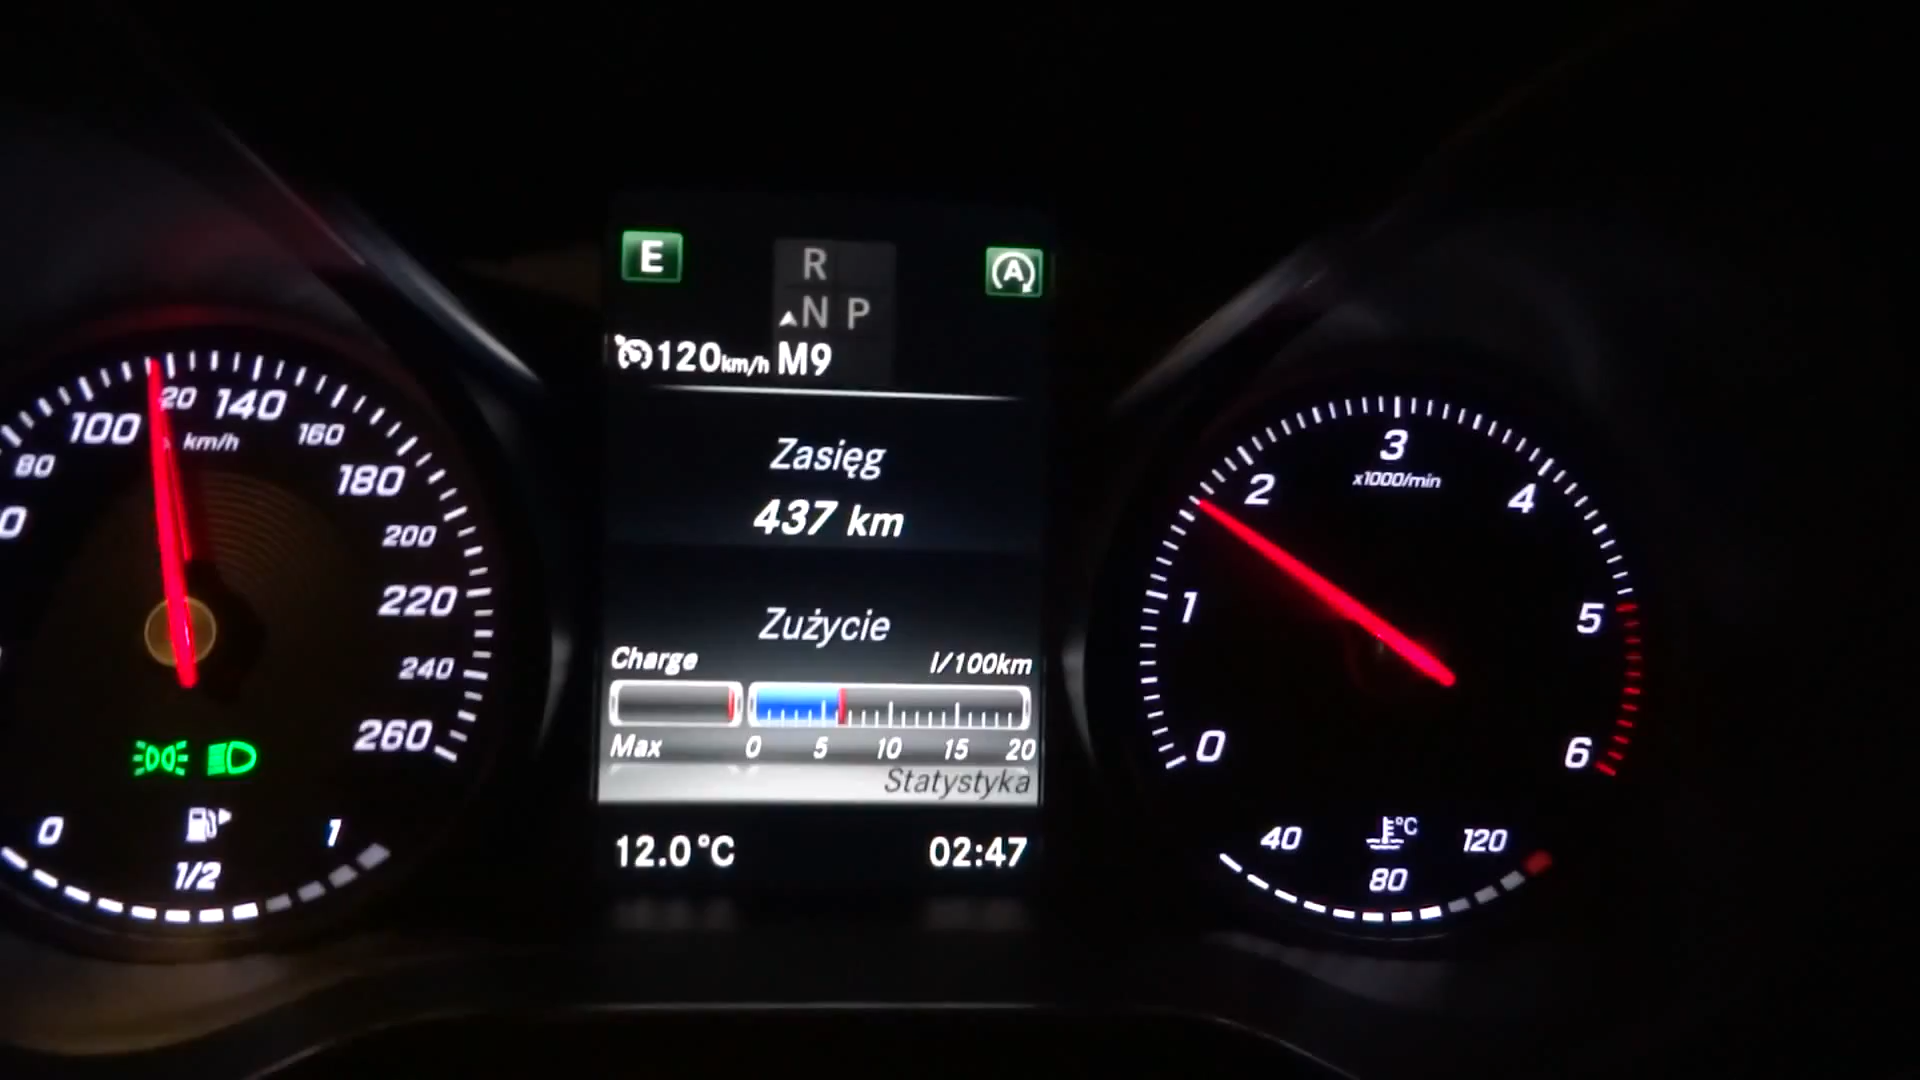 E
R
N P
120km/h M9
Zasięg
437 km
Zużycie
Charge l/100km
Max 0 5 10 15 20
Statystyka
12.0°C 02:47
80 100 20 140 160 180 200 220 240 260
km/h
0 1/2 1
0 1 2 3 4 5 6
x1000/min
°C
40 80 120
A